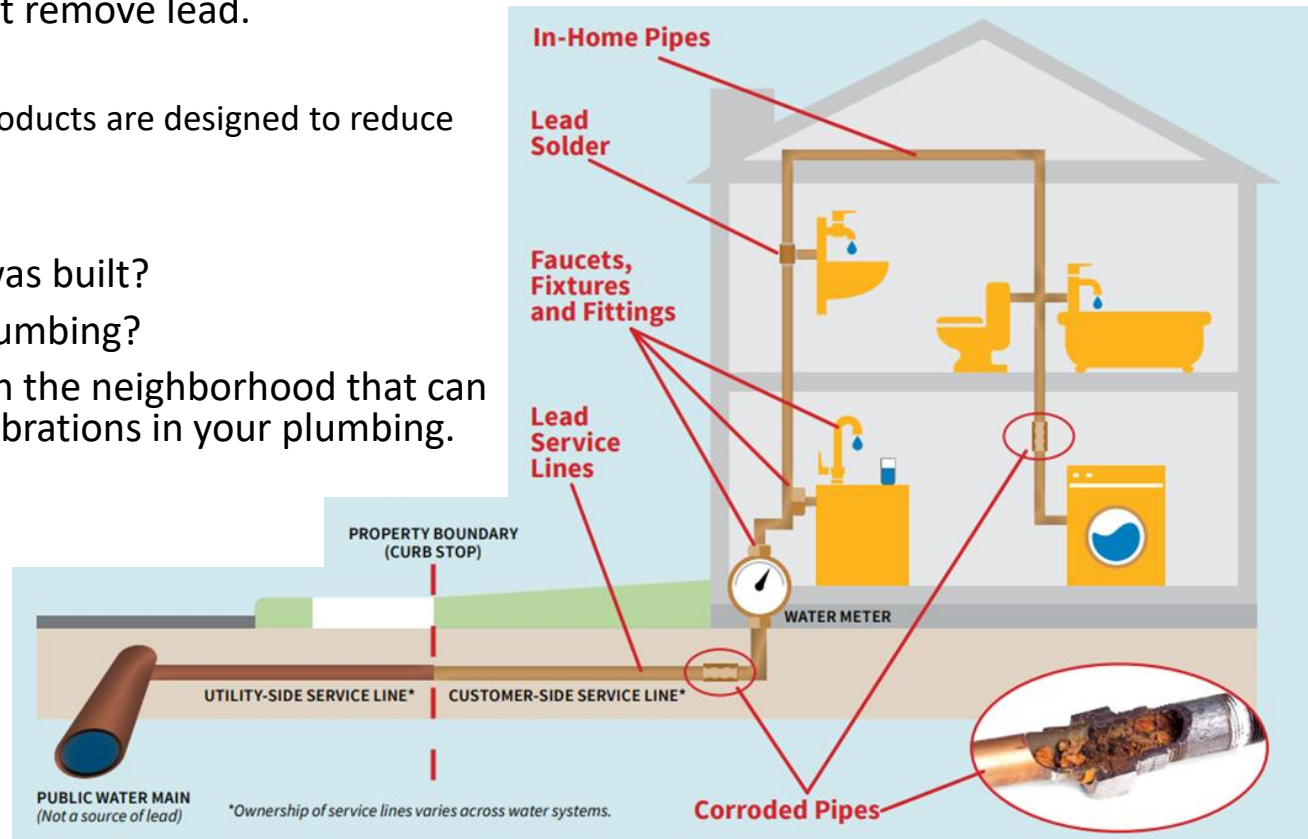 t remove lead.
oducts are designed to reduce
was built?
lumbing?
n the neighborhood that can
brations in your plumbing.
In-Home Pipes
Lead
Solder
Faucets,
Fixtures
and Fittings
Lead
Service
Lines
PROPERTY BOUNDARY
(CURB STOP)
WATER METER
UTILITY-SIDE SERVICE LINE*
CUSTOMER-SIDE SERVICE LINE*
PUBLIC WATER MAIN
(Not a source of lead)
*Ownership of service lines varies across water systems.
Corroded Pipes